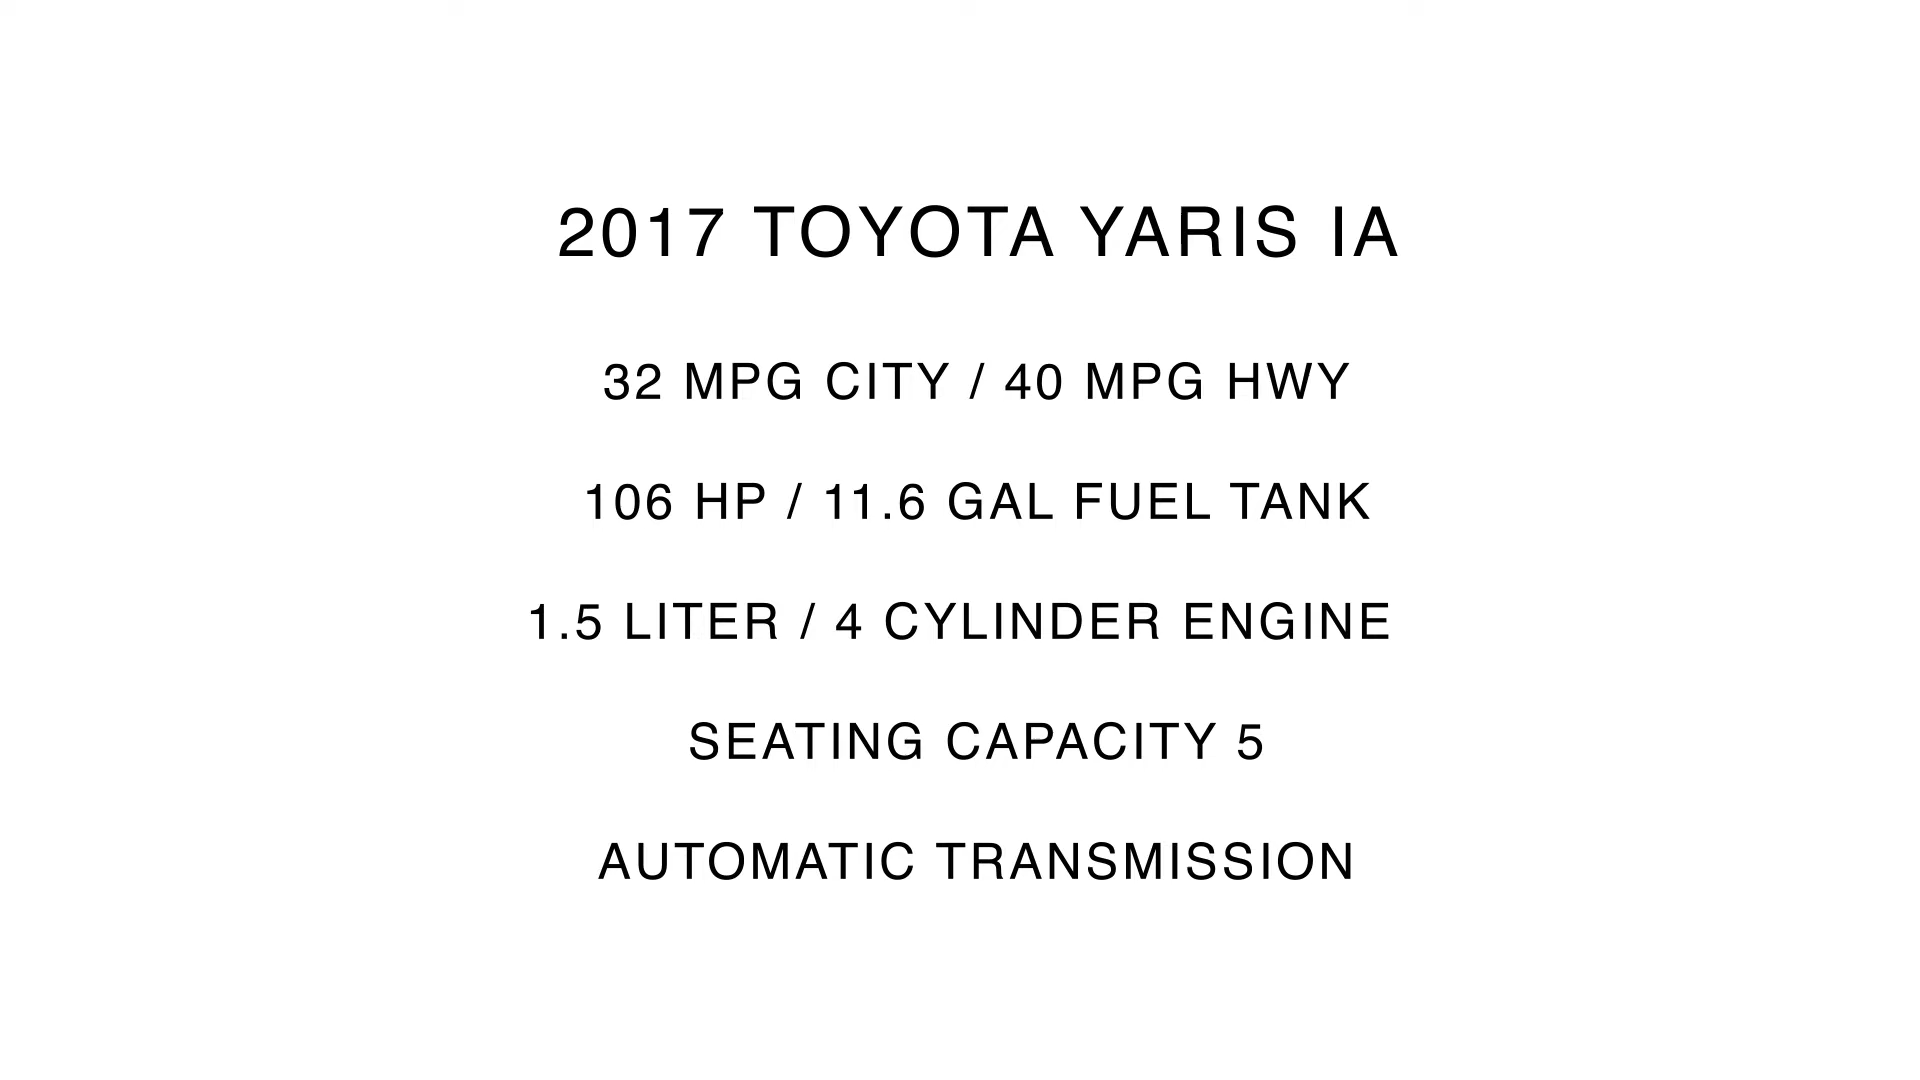 2017 TOYOTA YARIS IA
32 MPG CITY / 40 MPG HWY
106 HP / 11.6 GAL FUEL TANK
1.5 LITER / 4 CYLINDER ENGINE
SEATING CAPACITY 5
AUTOMATIC TRANSMISSION